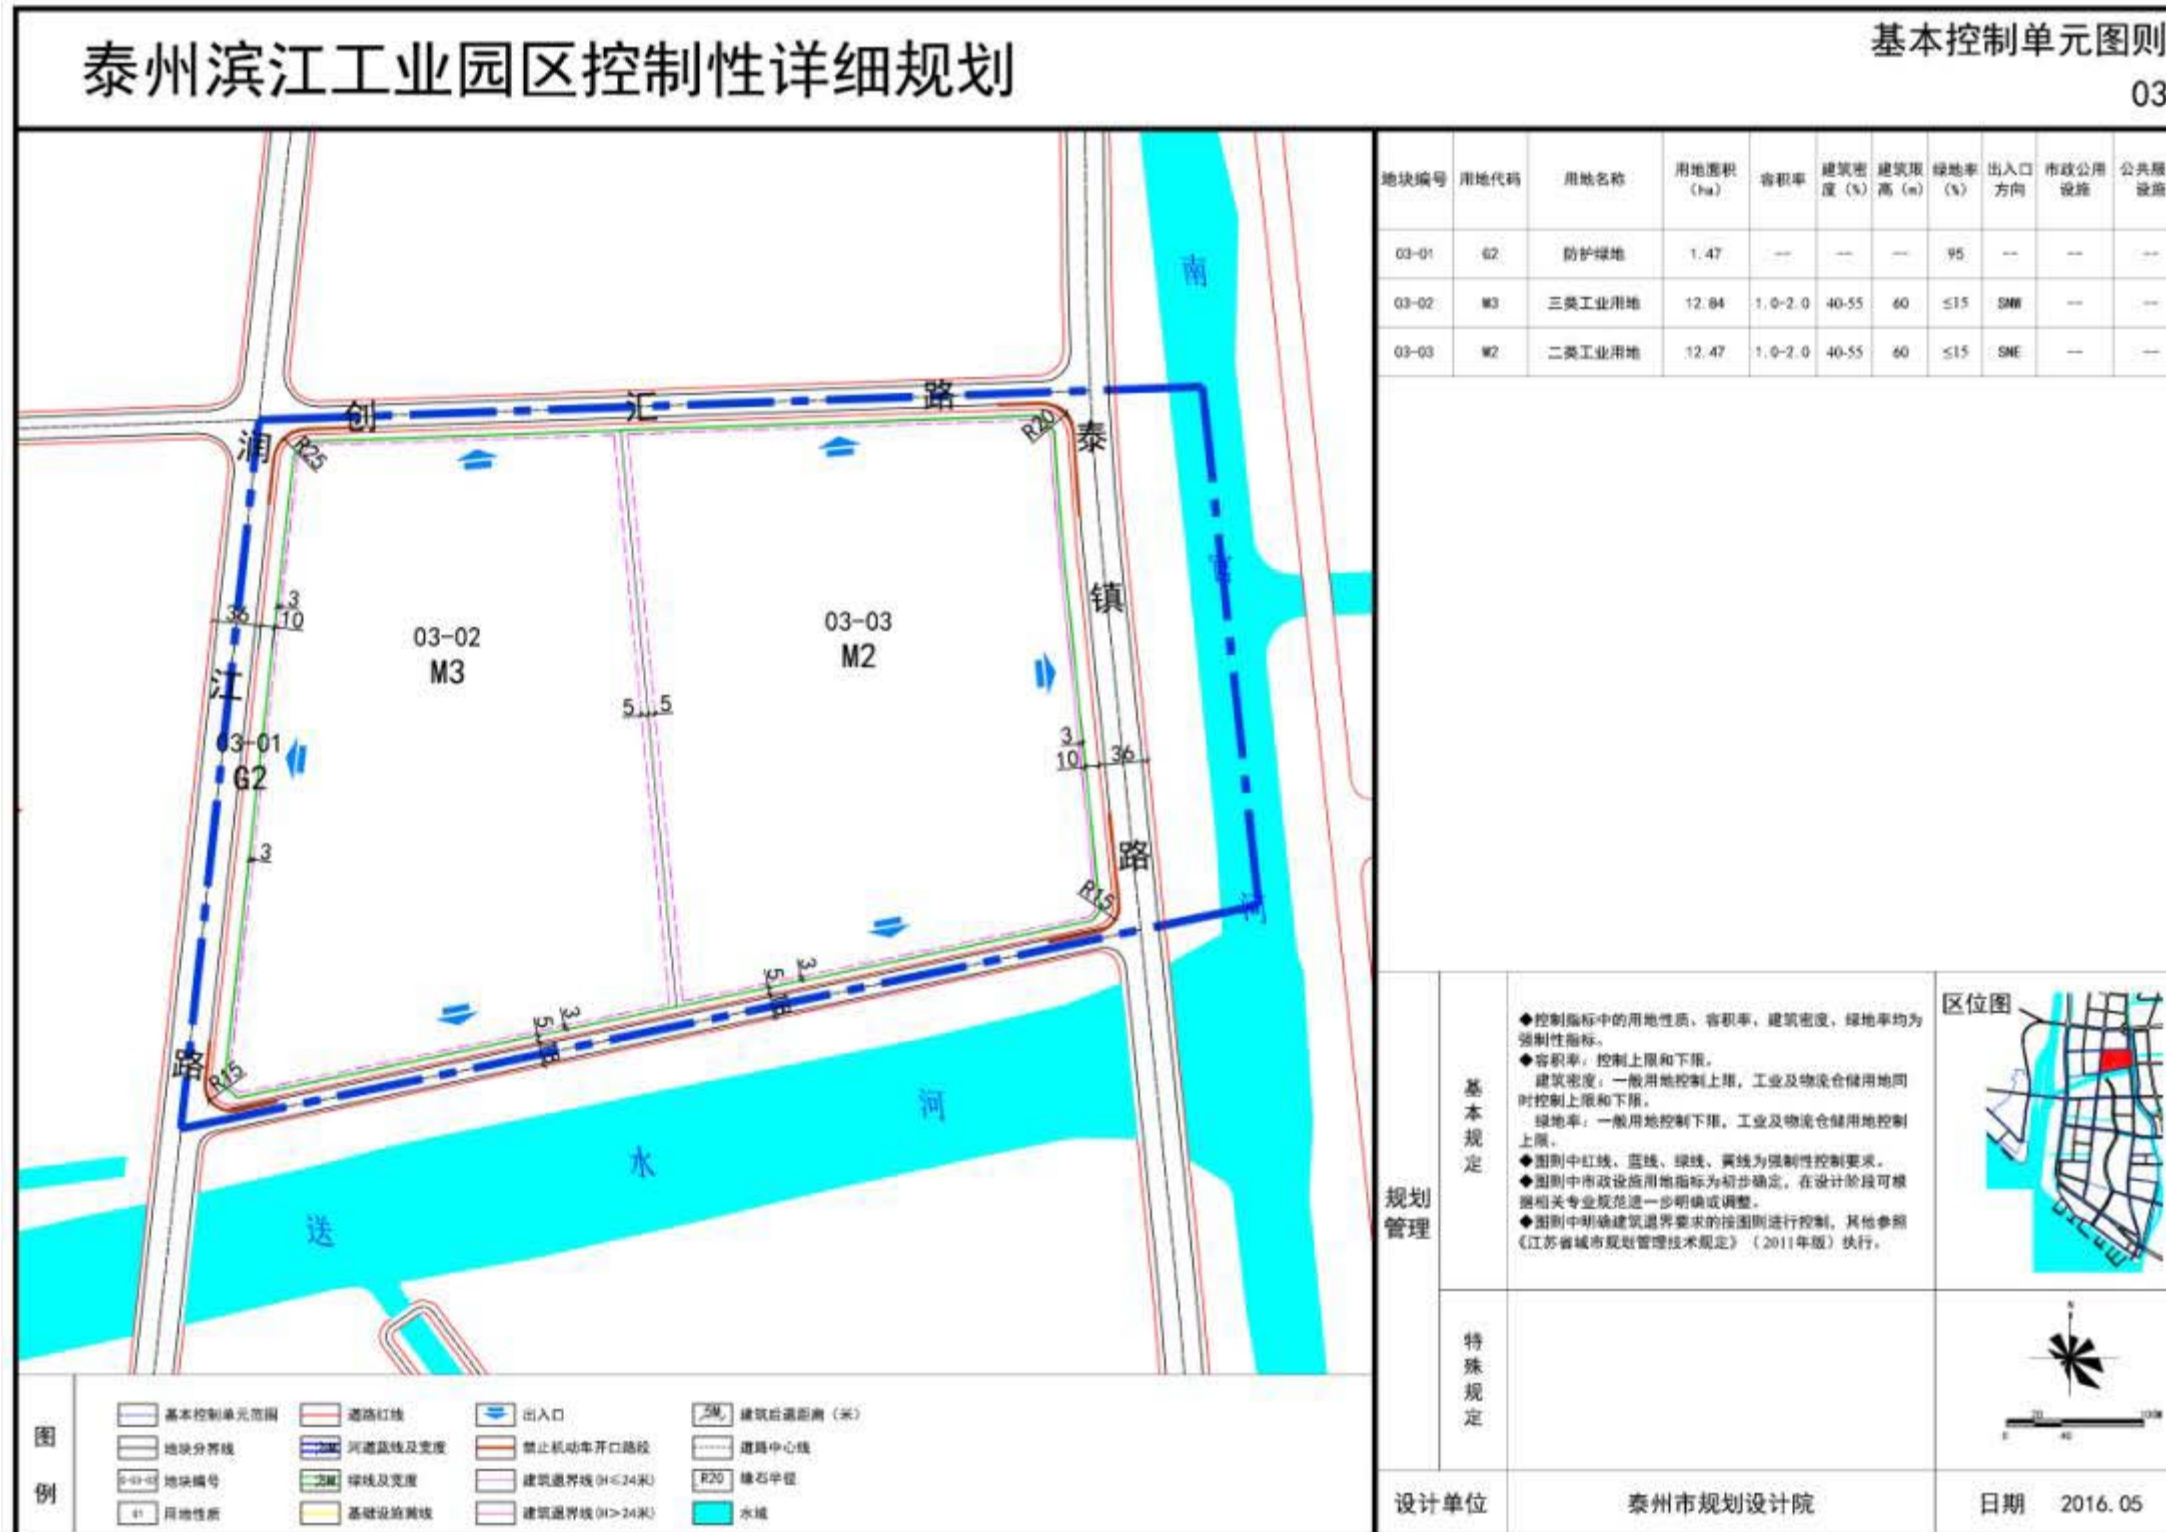 泰州滨江工业园区控制性详细规划
基本控制单元图则
03
地块编号 用地代码 用地名称 用地面积(ha) 容积率 建筑密度(%) 建筑限高(m) 绿地率(%) 出入口方向 市政公用设施
03-01 G2 防护绿地 1.47 -- -- -- 95 -- -- --
03-02 M3 三类工业用地 12.84 1.0-2.0 40-55 60 ≤15 SNW -- --
03-03 M2 二类工业用地 12.47 1.0-2.0 40-55 60 ≤15 SNE -- --
南官河
创汇路
润江路
泰镇路
送水河
R25
R20
3
10
36
03-02
M3
03-03
M2
5 5
03-01
G2
3
10
36
3
R15
R15
5 3
5 3
规划管理
基本规定
◆控制指标中的用地性质、容积率、建筑密度、绿地率均为
强制性指标。
◆容积率：控制上限和下限。
建筑密度：一般用地控制上限，工业及物流仓储用地同
时控制上限和下限。
绿地率：一般用地控制下限，工业及物流仓储用地控制
上限。
◆图则中红线、蓝线、绿线、黄线为强制性控制要求。
◆图则中市政设施用地指标为初步确定，在设计阶段可根
据相关专业规范进一步明确或调整。
◆图则中明确建筑退界要求的按图则进行控制，其他参照
《江苏省城市规划管理技术规定》（2011年版）执行。
区位图
特殊规定
N
0 20 40 100M
图例
基本控制单元范围 道路红线 出入口 建筑后退距离（米）
地块分界线 河道蓝线及宽度 禁止机动车开口路段 道路中心线
地块编号 绿线及宽度 建筑退界线(H≤24米) R20 缘石半径
用地性质 基础设施黄线 建筑退界线(H>24米) 水域
设计单位 泰州市规划设计院 日期 2016.05